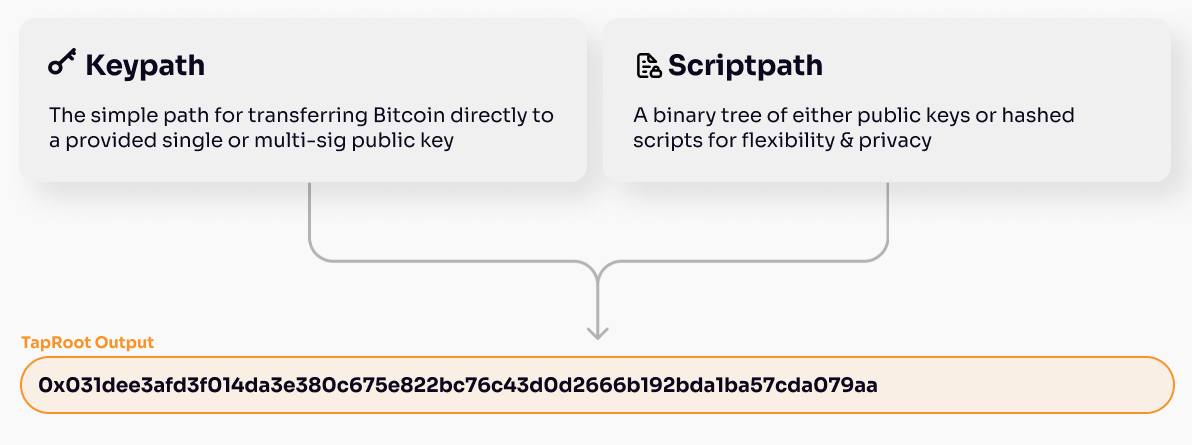 Keypath
The simple path for transferring Bitcoin directly to
a provided single or multi-sig public key
Scriptpath
A binary tree of either public keys or hashed
scripts for flexibility & privacy
TapRoot Output
0x031dee3afd3f014da3e380c675e822bc76c43d0d2666b192bda1ba57cda079aa